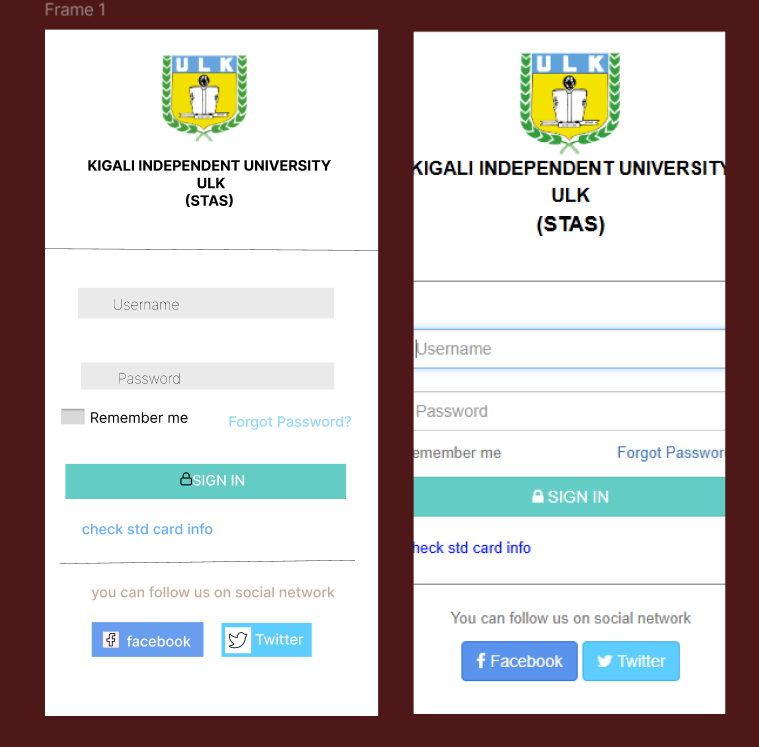 Frame 1
U L K
KIGALI INDEPENDENT UNIVERSITY
ULK
(STAS)
Username
Password
Remember me
Forgot Password?
SIGN IN
check std card info
you can follow us on social network
facebook
Twitter
U L K
KIGALI INDEPENDENT UNIVERSITY
ULK
(STAS)
Username
Password
emember me
Forgot Passwor
SIGN IN
heck std card info
You can follow us on social network
Facebook
Twitter